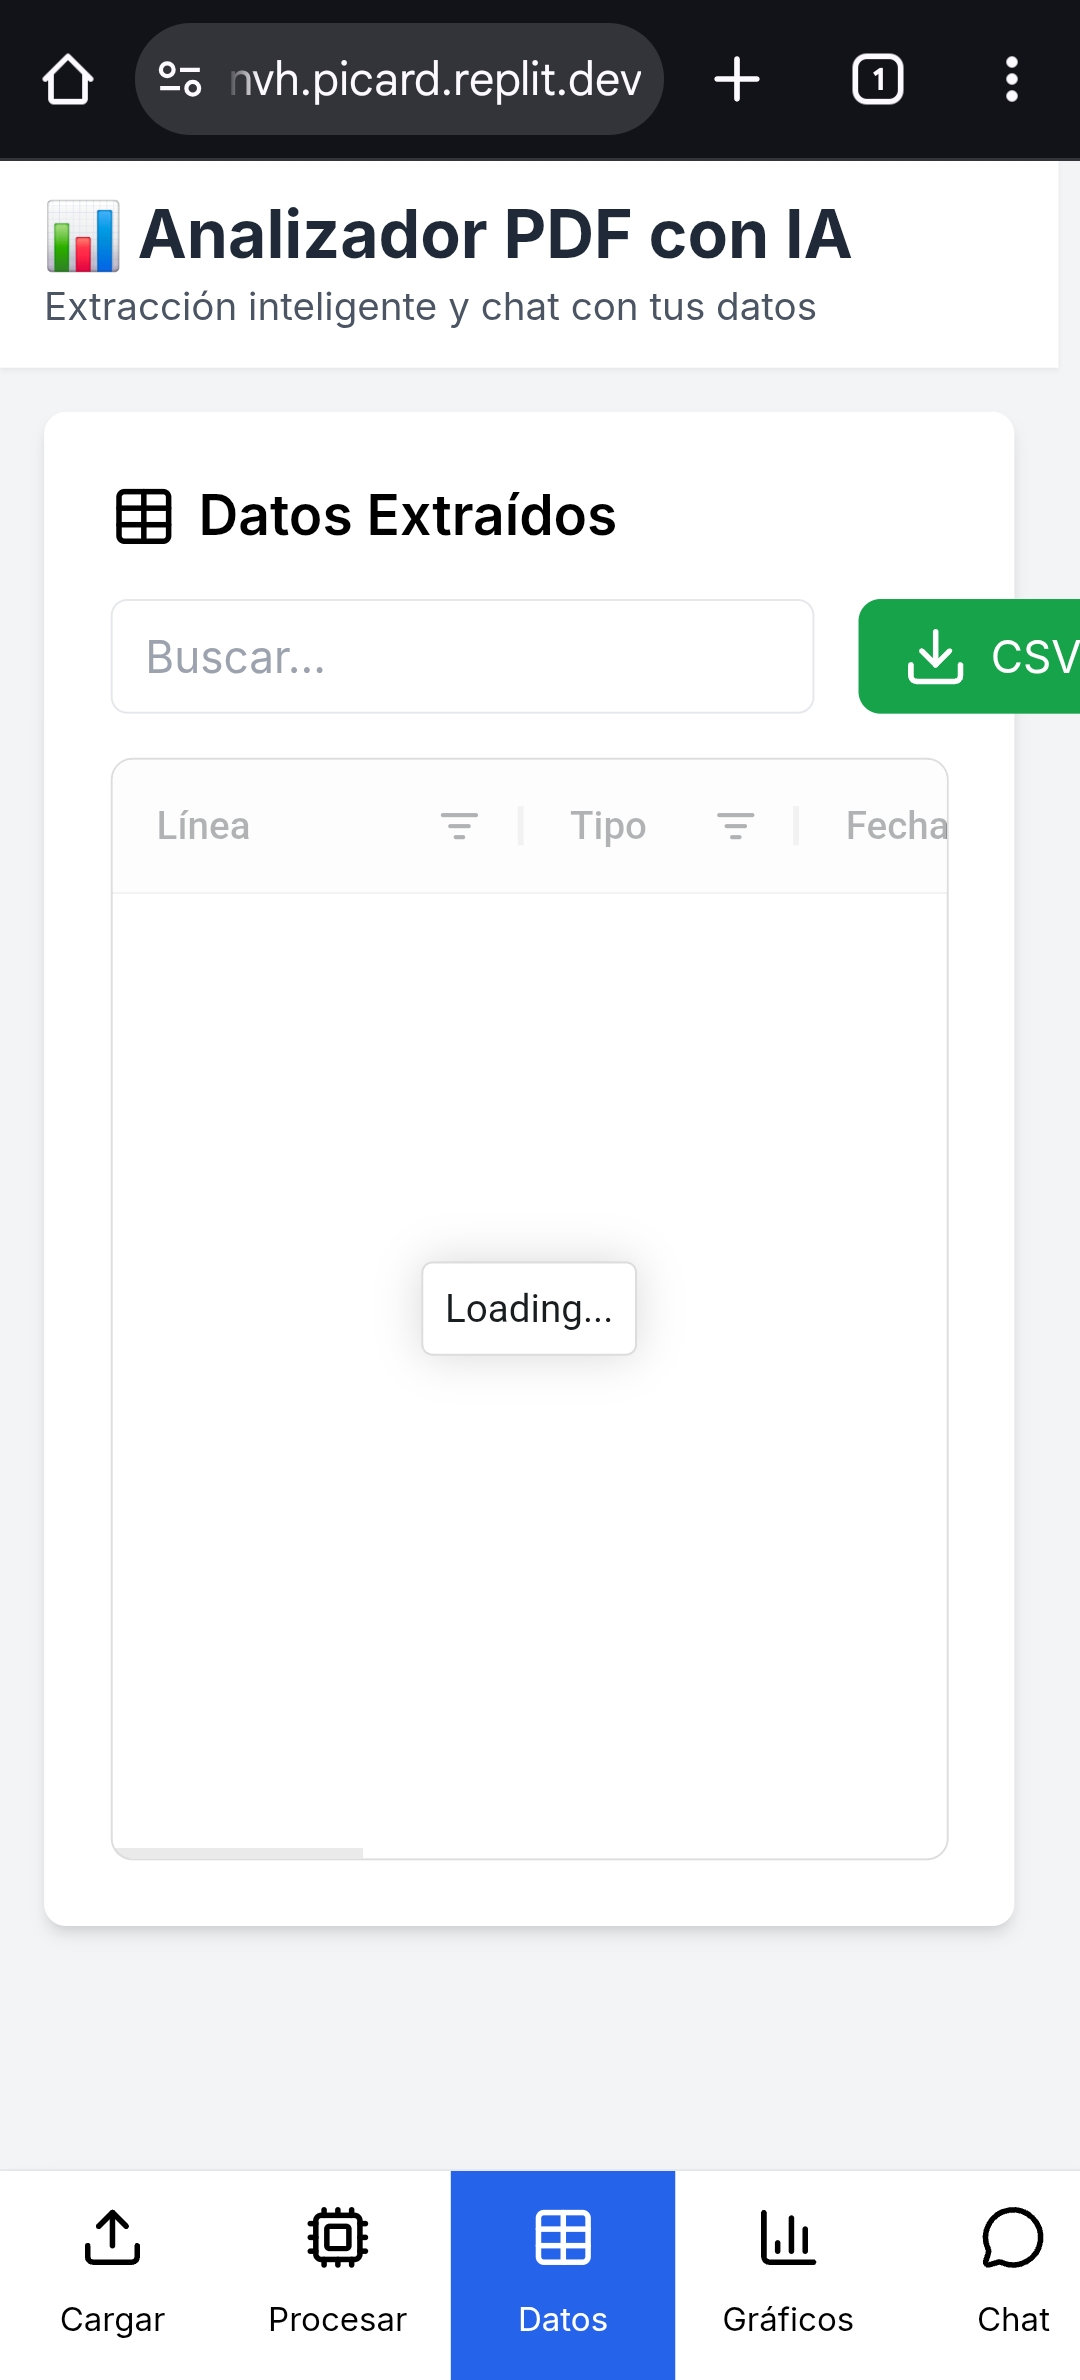 nvh.picard.replit.dev
1
Analizador PDF con IA
Extracción inteligente y chat con tus datos
Datos Extraídos
Buscar...
CSV
Línea
Tipo
Fecha
Loading...
Cargar
Procesar
Datos
Gráficos
Chat